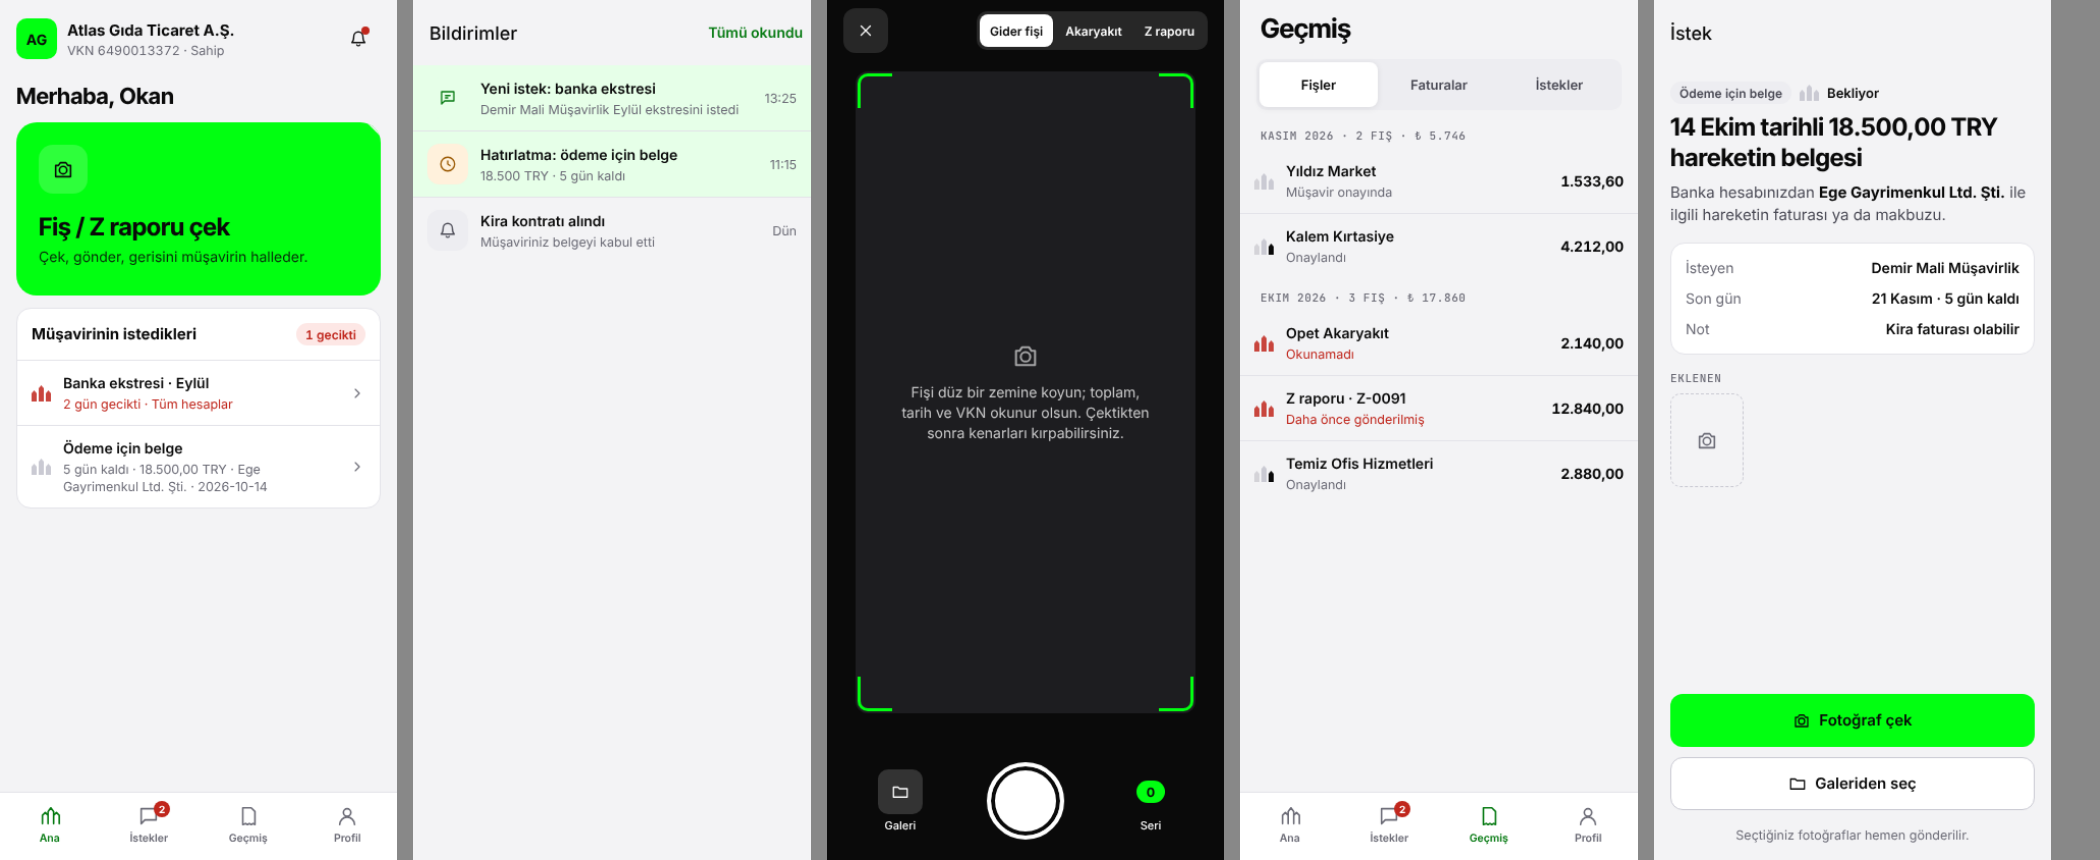 AG
Atlas Gıda Ticaret A.Ş.
VKN 6490013372 · Sahip
Merhaba, Okan
Fiş / Z raporu çek
Çek, gönder, gerisini müşavirin halleder.
Müşavirinin istedikleri
1 gecikti
Banka ekstresi · Eylül
2 gün gecikti · Tüm hesaplar
Ödeme için belge
5 gün kaldı · 18.500,00 TRY · Ege
Gayrimenkul Ltd. Şti. · 2026-10-14
Ana
2
İstekler
Geçmiş
Profil
Bildirimler
Tümü okundu
Yeni istek: banka ekstresi
Demir Mali Müşavirlik Eylül ekstresini istedi
13:25
Hatırlatma: ödeme için belge
18.500 TRY · 5 gün kaldı
11:15
Kira kontratı alındı
Müşaviriniz belgeyi kabul etti
Dün
Gider fişi
Akaryakıt
Z raporu
Fişi düz bir zemine koyun; toplam,
tarih ve VKN okunur olsun. Çektikten
sonra kenarları kırpabilirsiniz.
Galeri
0
Seri
Geçmiş
Fişler
Faturalar
İstekler
KASIM 2026 · 2 FIŞ · ₺ 5.746
Yıldız Market
Müşavir onayında
1.533,60
Kalem Kırtasiye
Onaylandı
4.212,00
EKIM 2026 · 3 FIŞ · ₺ 17.860
Opet Akaryakıt
Okunamadı
2.140,00
Z raporu · Z-0091
Daha önce gönderilmiş
12.840,00
Temiz Ofis Hizmetleri
Onaylandı
2.880,00
Ana
2
İstekler
Geçmiş
Profil
İstek
Ödeme için belge
Bekliyor
14 Ekim tarihli 18.500,00 TRY
hareketin belgesi
Banka hesabınızdan Ege Gayrimenkul Ltd. Şti. ile
ilgili hareketin faturası ya da makbuzu.
İsteyen
Demir Mali Müşavirlik
Son gün
21 Kasım · 5 gün kaldı
Not
Kira faturası olabilir
EKLENEN
Fotoğraf çek
Galeriden seç
Seçtiğiniz fotoğraflar hemen gönderilir.